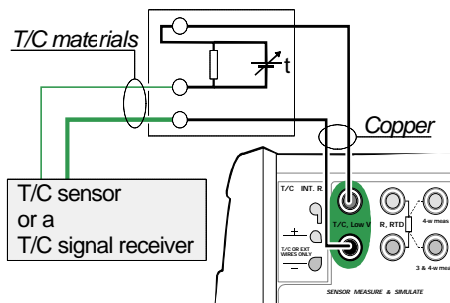 T/C materials
t
Copper
T/C sensor
or a
T/C signal receiver
T/C INT. R
T/C, Low V
R, RTD
4-w meas
+
T/C OR EXT
WIRES ONLY
−
3 & 4-w mea
SENSOR MEASURE & SIMULATE